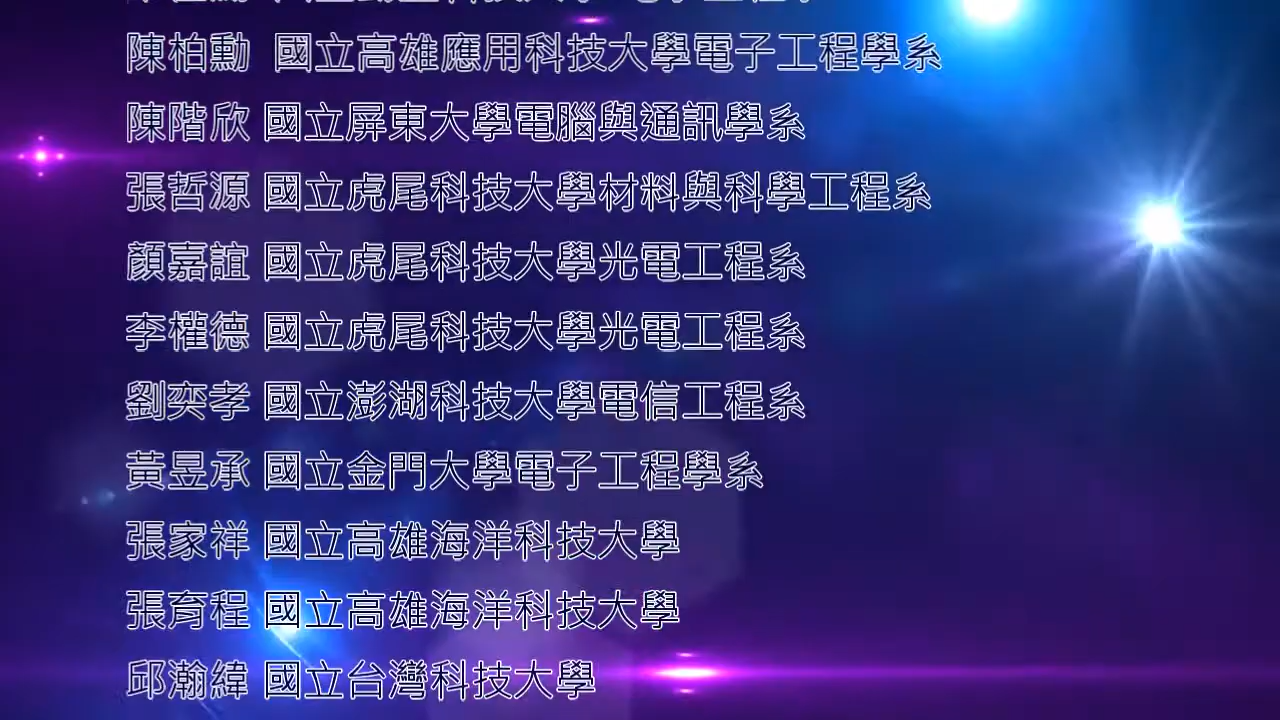 陳柏勳 國立高雄應用科技大學電子工程學系
陳階欣 國立屏東大學電腦與通訊學系
張哲源 國立虎尾科技大學材料與科學工程系
顏嘉誼 國立虎尾科技大學光電工程系
李權德 國立虎尾科技大學光電工程系
劉奕孝 國立澎湖科技大學電信工程系
黃昱承 國立金門大學電子工程學系
張家祥 國立高雄海洋科技大學
張育程 國立高雄海洋科技大學
邱瀚緯 國立台灣科技大學